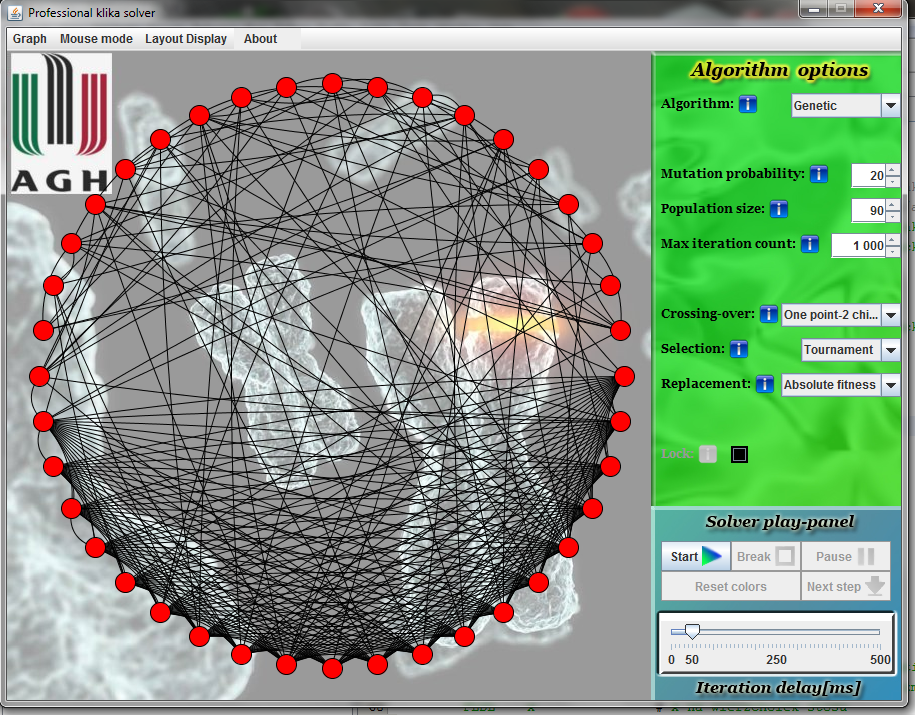 Professional klika solver
Graph Mouse mode Layout Display About
AGH
Algorithm options
Algorithm: i Genetic
Mutation probability: i 20
Population size: i 90
Max iteration count: i 1 000
Crossing-over: i One point-2 chi...
Selection: i Tournament
Replacement: i Absolute fitness
Lock: i
Solver play-panel
Start Break Pause
Reset colors Next step
0 50 250 500
Iteration delay[ms]